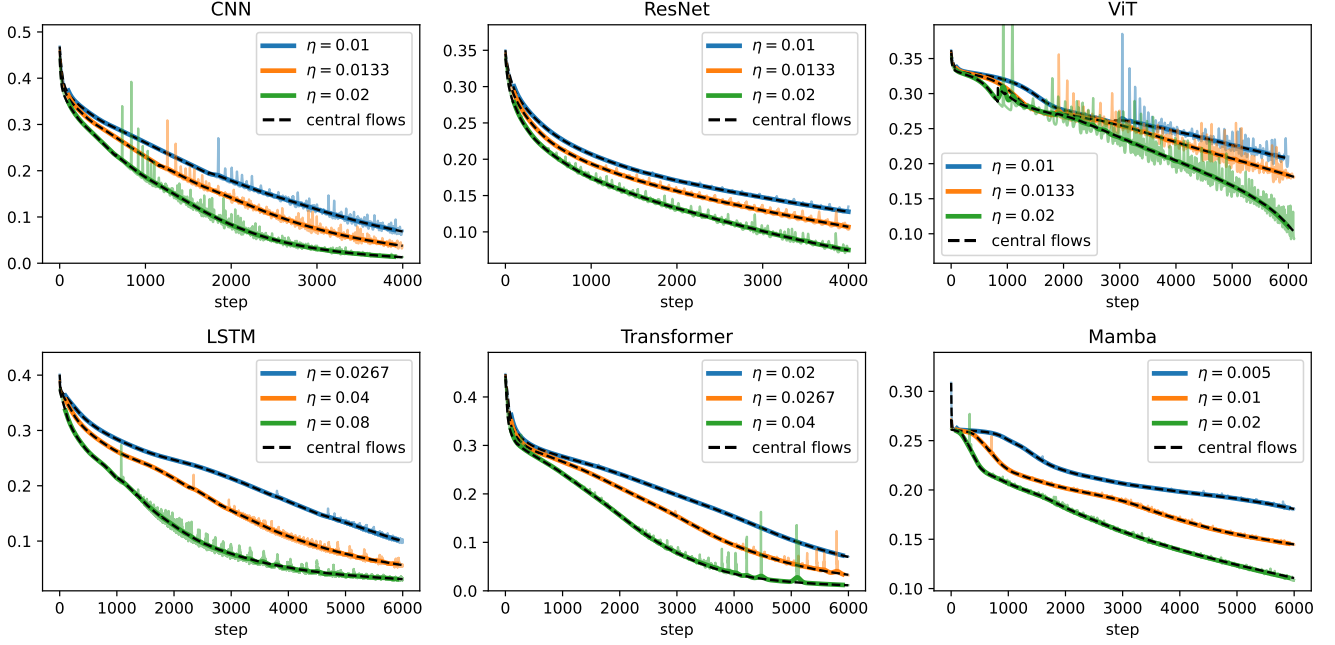 CNN
0.5
0.4
0.3
0.2
0.1
0.0
0
1000
2000
3000
4000
step
η = 0.01
η = 0.0133
η = 0.02
central flows
ResNet
0.35
0.30
0.25
0.20
0.15
0.10
0
1000
2000
3000
4000
step
η = 0.01
η = 0.0133
η = 0.02
central flows
ViT
0.35
0.30
0.25
0.20
0.15
0.10
0
1000
2000
3000
4000
5000
6000
step
η = 0.01
η = 0.0133
η = 0.02
central flows
LSTM
0.4
0.3
0.2
0.1
0
1000
2000
3000
4000
5000
6000
step
η = 0.0267
η = 0.04
η = 0.08
central flows
Transformer
0.4
0.3
0.2
0.1
0.0
0
1000
2000
3000
4000
5000
6000
step
η = 0.02
η = 0.0267
η = 0.04
central flows
Mamba
0.30
0.25
0.20
0.15
0.10
0
1000
2000
3000
4000
5000
6000
step
η = 0.005
η = 0.01
η = 0.02
central flows